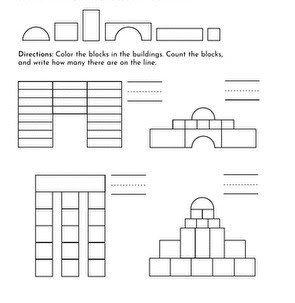 Directions: Color the blocks in the buildings. Count the blocks,
and write how many there are on the line.